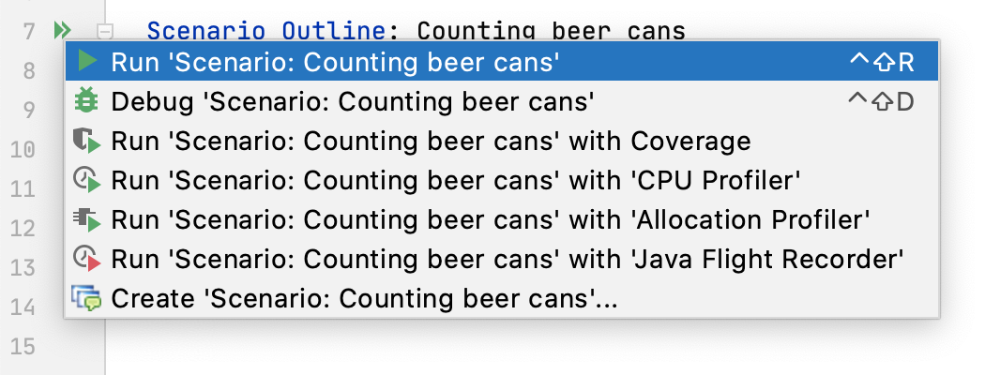 7 Scenario Outline: Counting beer cans
8 Run 'Scenario: Counting beer cans' ^⇧R
9 Debug 'Scenario: Counting beer cans' ^⇧D
10 Run 'Scenario: Counting beer cans' with Coverage
11 Run 'Scenario: Counting beer cans' with 'CPU Profiler'
12 Run 'Scenario: Counting beer cans' with 'Allocation Profiler'
13 Run 'Scenario: Counting beer cans' with 'Java Flight Recorder'
14 Create 'Scenario: Counting beer cans'...
15